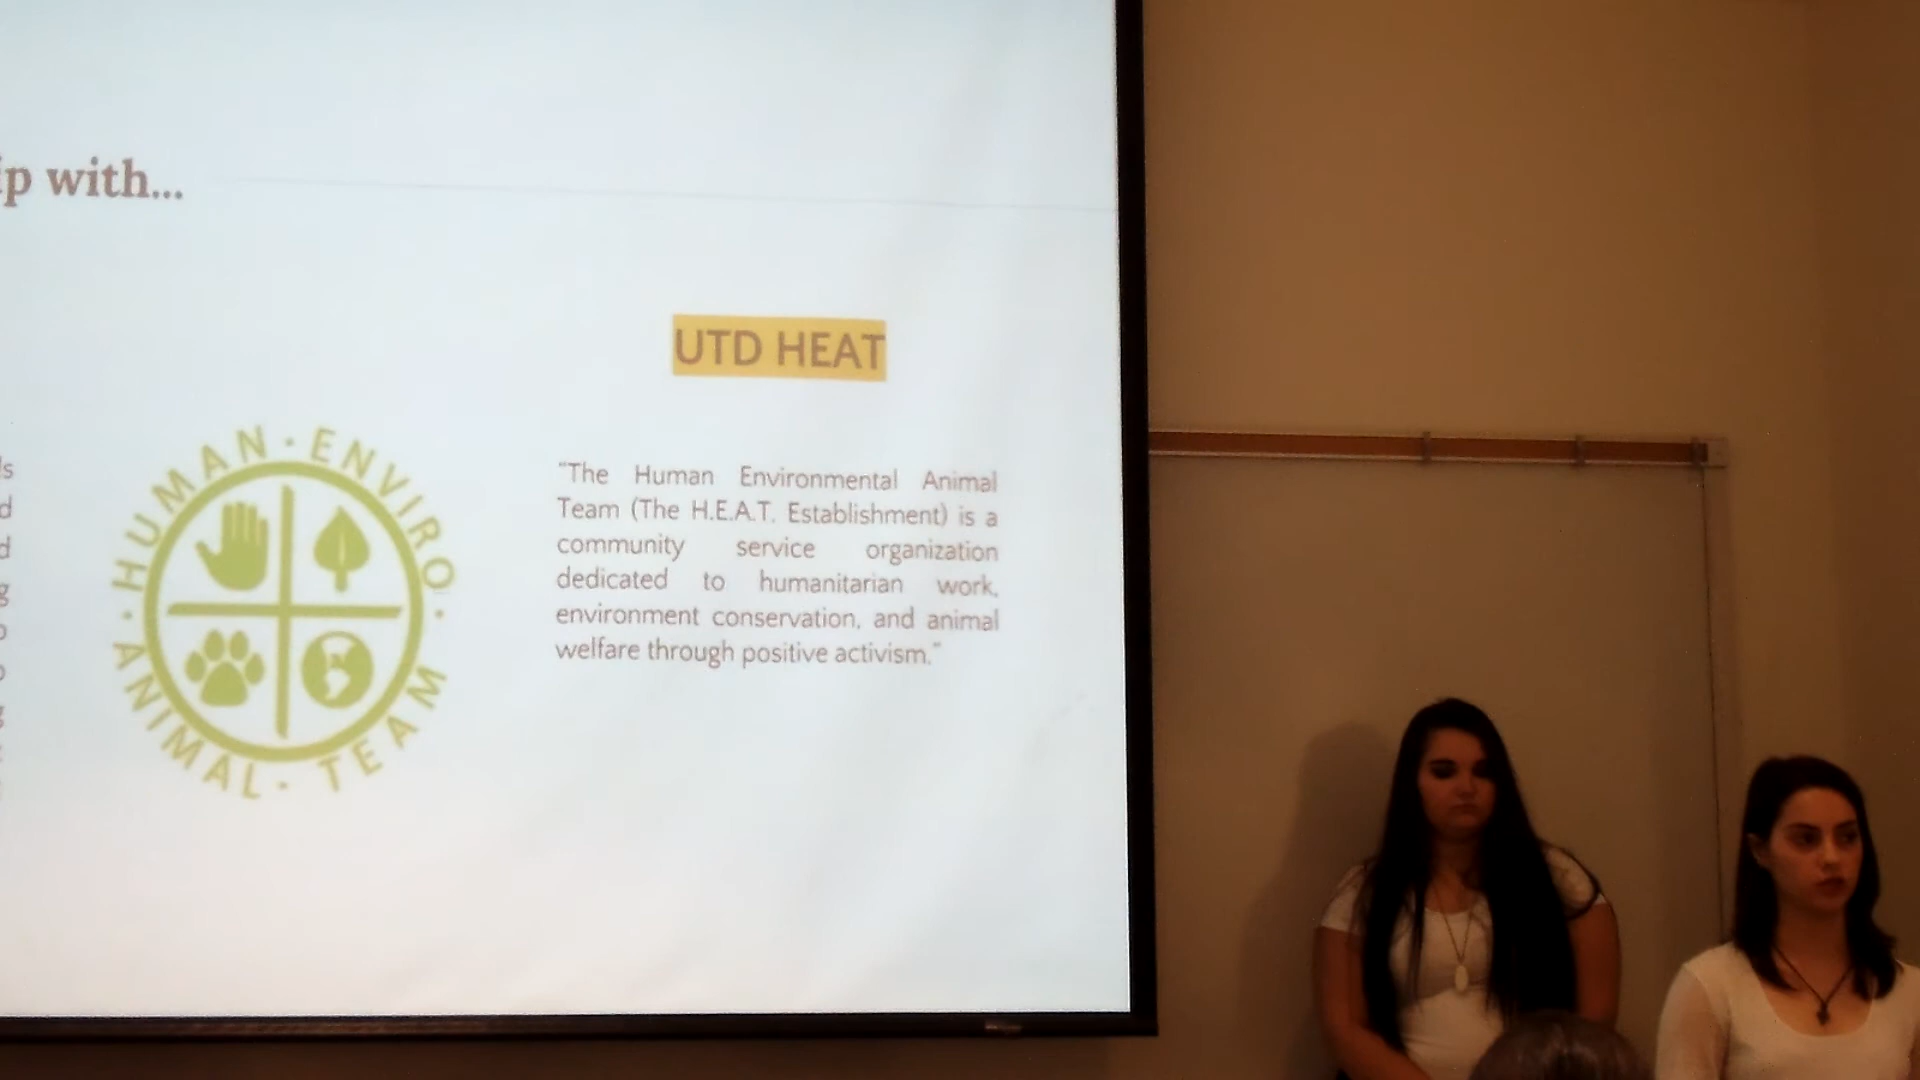 with...
UTD HEAT
HUMAN · ENVIRO ·
· ANIMAL · TEAM
"The Human Environmental Animal
Team (The H.E.A.T. Establishment) is a
community service organization
dedicated to humanitarian work,
environment conservation, and animal
welfare through positive activism."